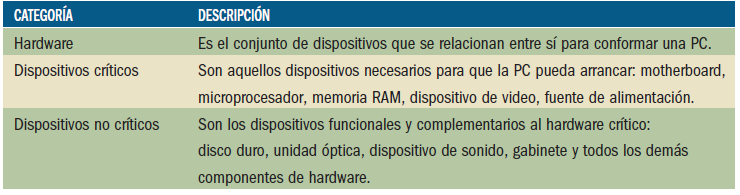 CATEGORÍA DESCRIPCIÓN
Hardware Es el conjunto de dispositivos que se relacionan entre sí para conformar una PC.
Dispositivos críticos Son aquellos dispositivos necesarios para que la PC pueda arrancar: motherboard,
microprocesador, memoria RAM, dispositivo de video, fuente de alimentación.
Dispositivos no críticos Son los dispositivos funcionales y complementarios al hardware crítico:
disco duro, unidad óptica, dispositivo de sonido, gabinete y todos los demás
componentes de hardware.